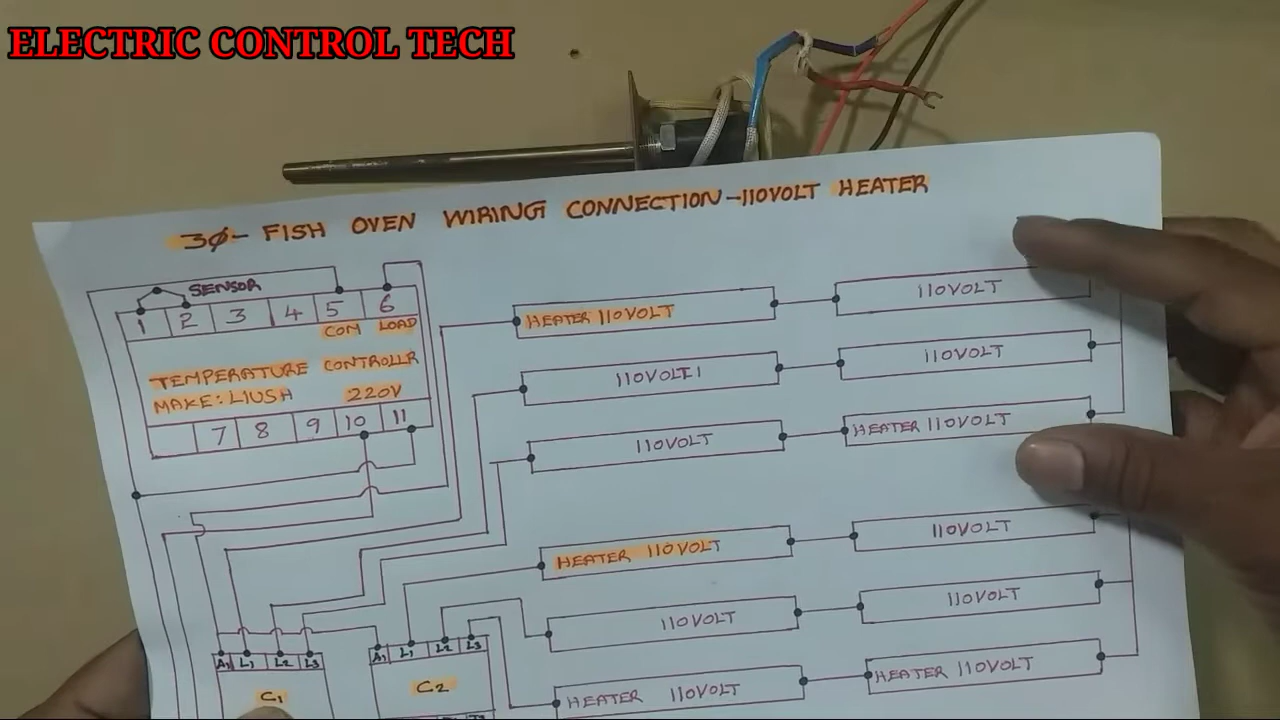 ELECTRIC CONTROL TECH
3Ø- FISH OVEN WIRING CONNECTION-110VOLT HEATER
SENSOR
1 2 3 4 5 6
COM LOAD
TEMPERATURE CONTROLLR
MAKE: LIUSH 220V
7 8 9 10 11
HEATER 110VOLT
110VOLT
110VOLT1
110VOLT
110VOLT
HEATER 110VOLT
HEATER 110VOLT
110VOLT
110VOLT
110VOLT
HEATER 110VOLT
HEATER 110VOLT
A1 L1 L2 L3
C1
A1 L1 L2 L3
C2